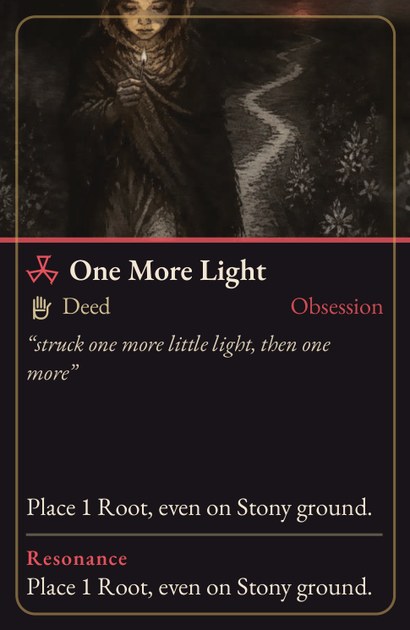 One More Light
Deed
Obsession
“struck one more little light, then one
more”
Place 1 Root, even on Stony ground.
Resonance
Place 1 Root, even on Stony ground.